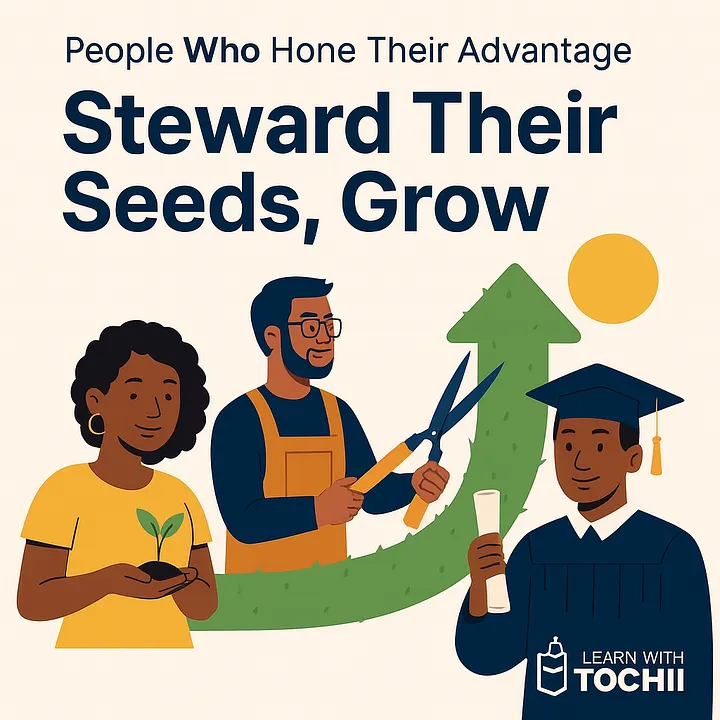 People Who Hone Their Advantage
Steward Their
Seeds, Grow
LEARN WITH
TOCHII